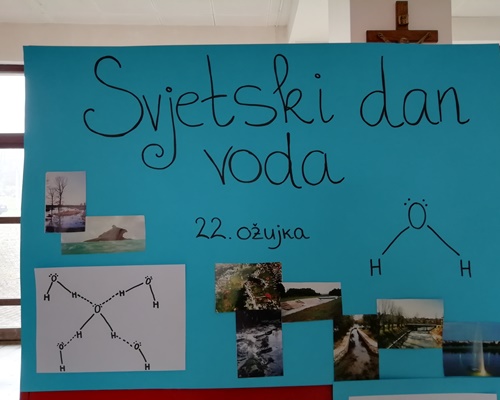 Svjetski dan
voda
22. ožujka
O
H H
O O
H H H
H O H
H H
O O
H H